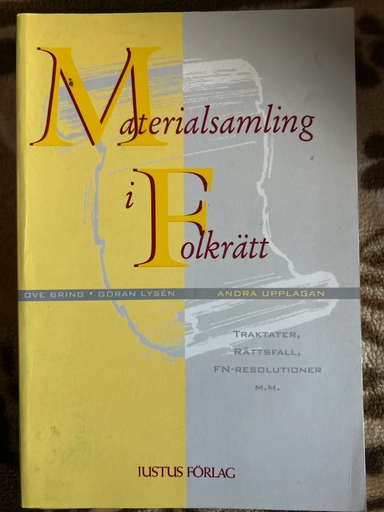 Materialsamling
i
Folkrätt
OVE BRING • GÖRAN LYSÉN ANDRA UPPLAGAN
TRAKTATER,
RÄTTSFALL,
FN-RESOLUTIONER
M.M.
IUSTUS FÖRLAG